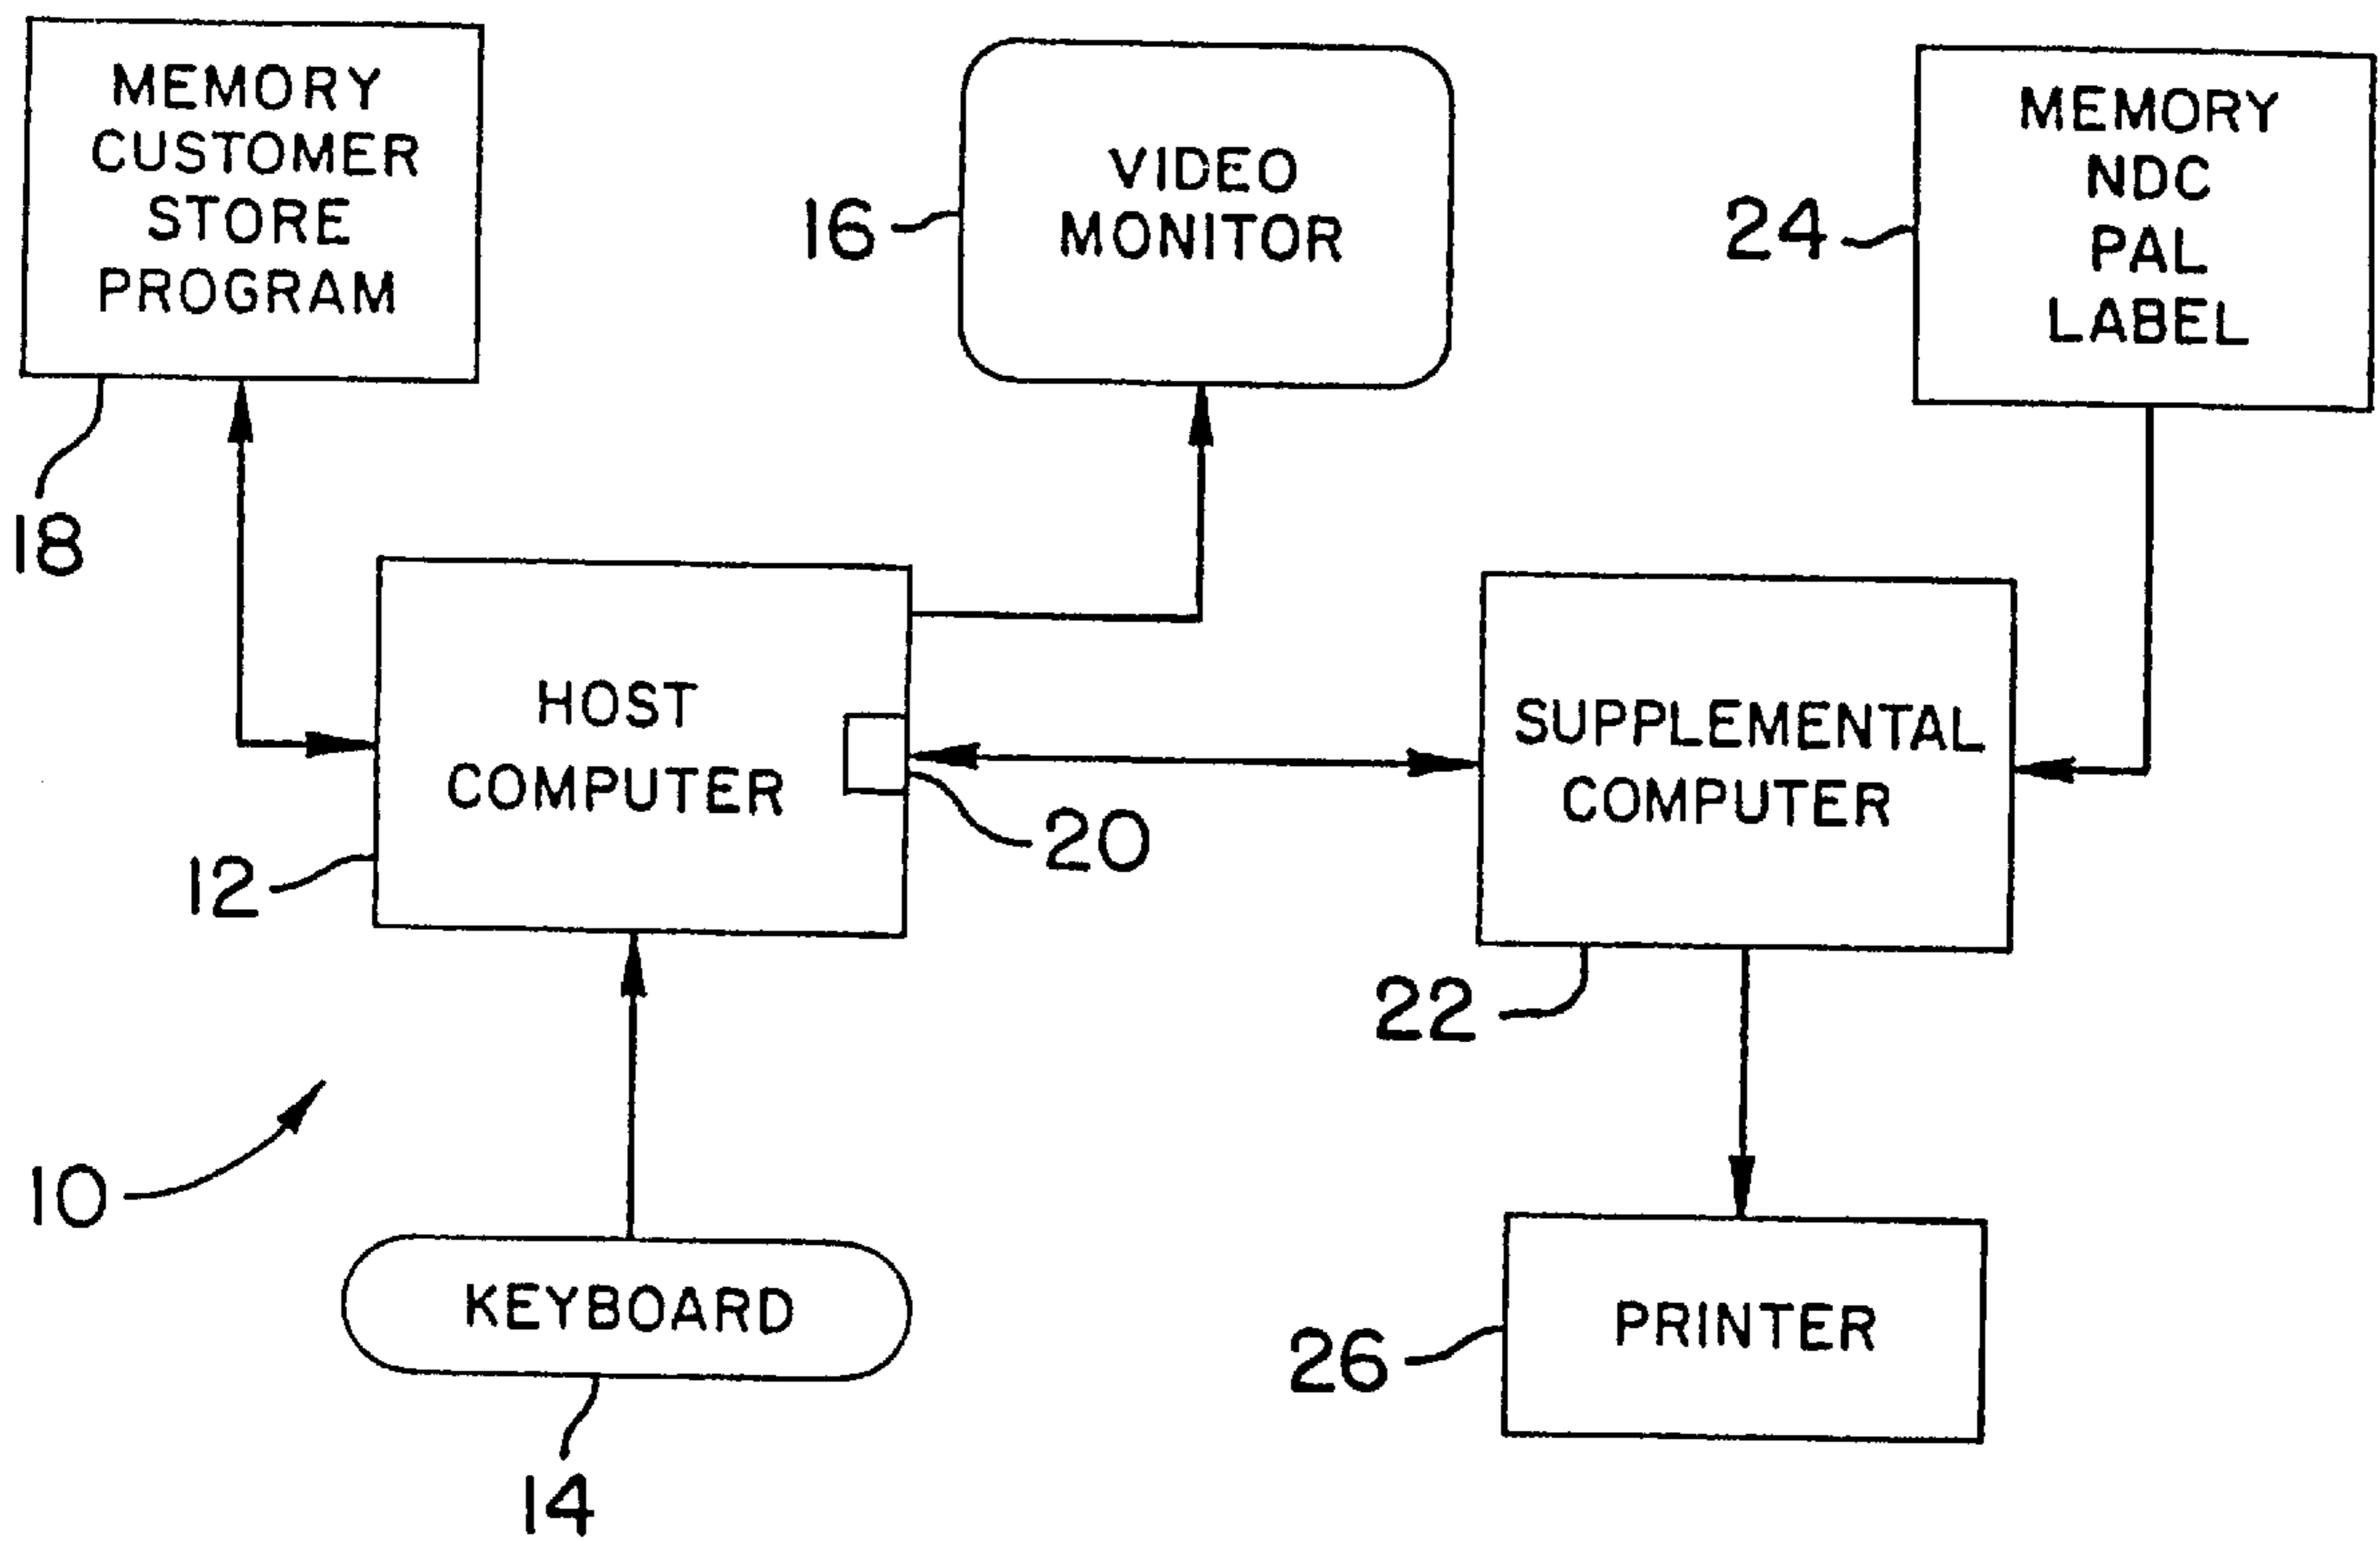 MEMORY
CUSTOMER
STORE
PROGRAM
18
VIDEO
MONITOR
16
MEMORY
NDC
PAL
LABEL
24
HOST
COMPUTER
12
20
SUPPLEMENTAL
COMPUTER
22
10
KEYBOARD
14
PRINTER
26